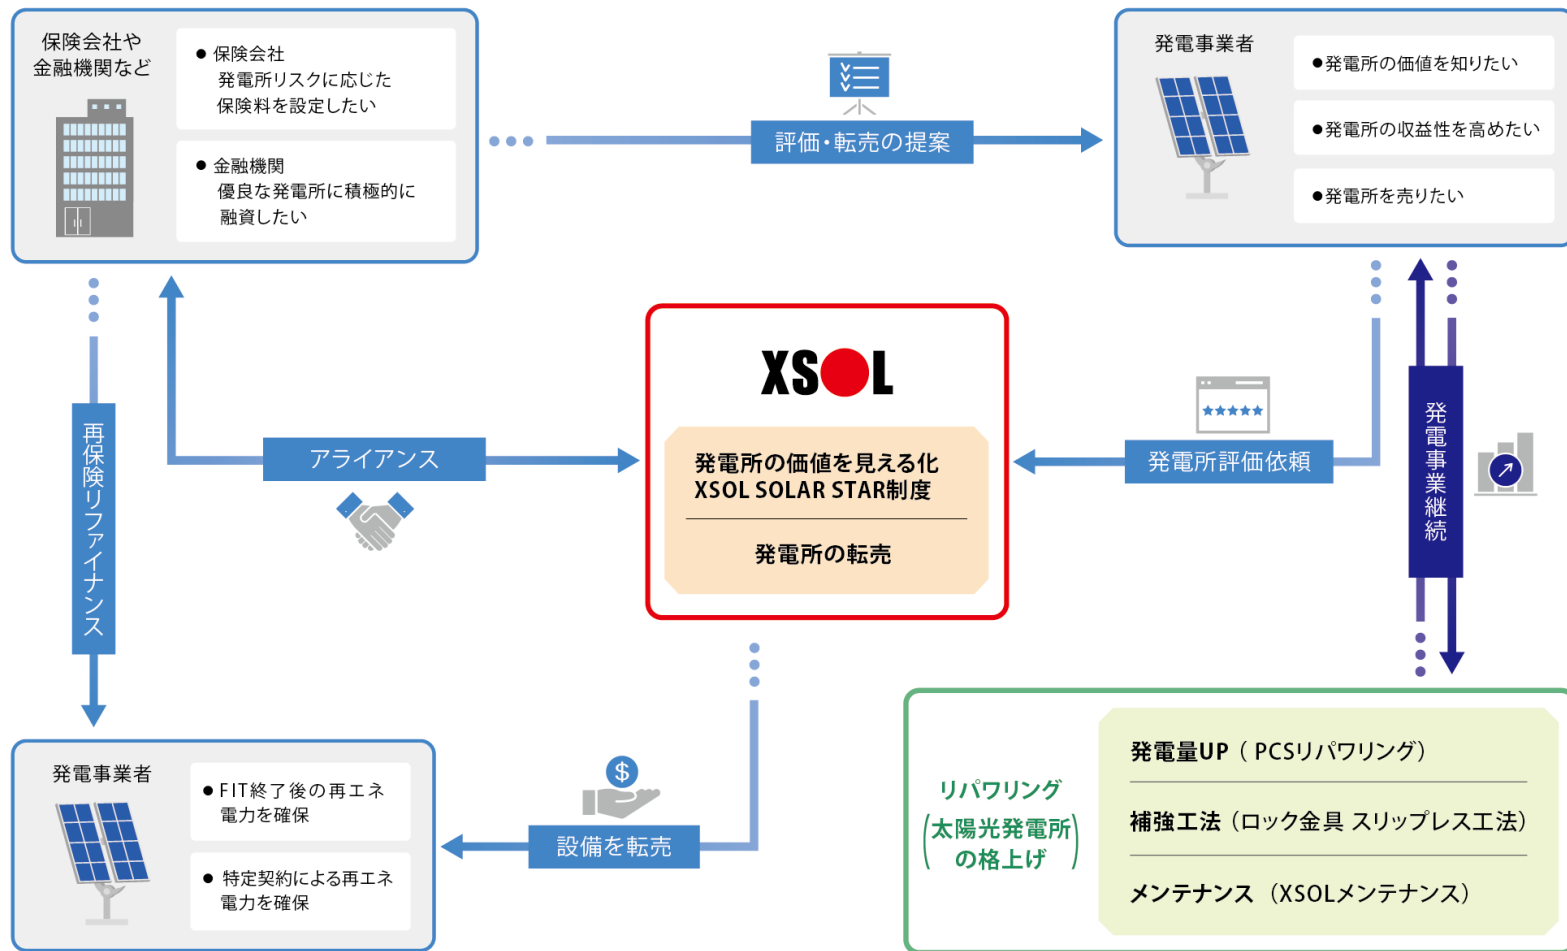 保険会社や
金融機関など
● 保険会社
発電所リスクに応じた
保険料を設定したい
● 金融機関
優良な発電所に積極的に
融資したい
評価・転売の提案
発電事業者
●発電所の価値を知りたい
●発電所の収益性を高めたい
●発電所を売りたい
再保険リファイナンス
アライアンス
XSOL
発電所の価値を見える化
XSOL SOLAR STAR制度
発電所の転売
発電所評価依頼
発電事業継続
発電事業者
● FIT終了後の再エネ
電力を確保
● 特定契約による再エネ
電力を確保
$
設備を転売
リパワリング
(太陽光発電所
の格上げ)
発電量UP（PCSリパワリング）
補強工法（ロック金具 スリップレス工法）
メンテナンス（XSOLメンテナンス）